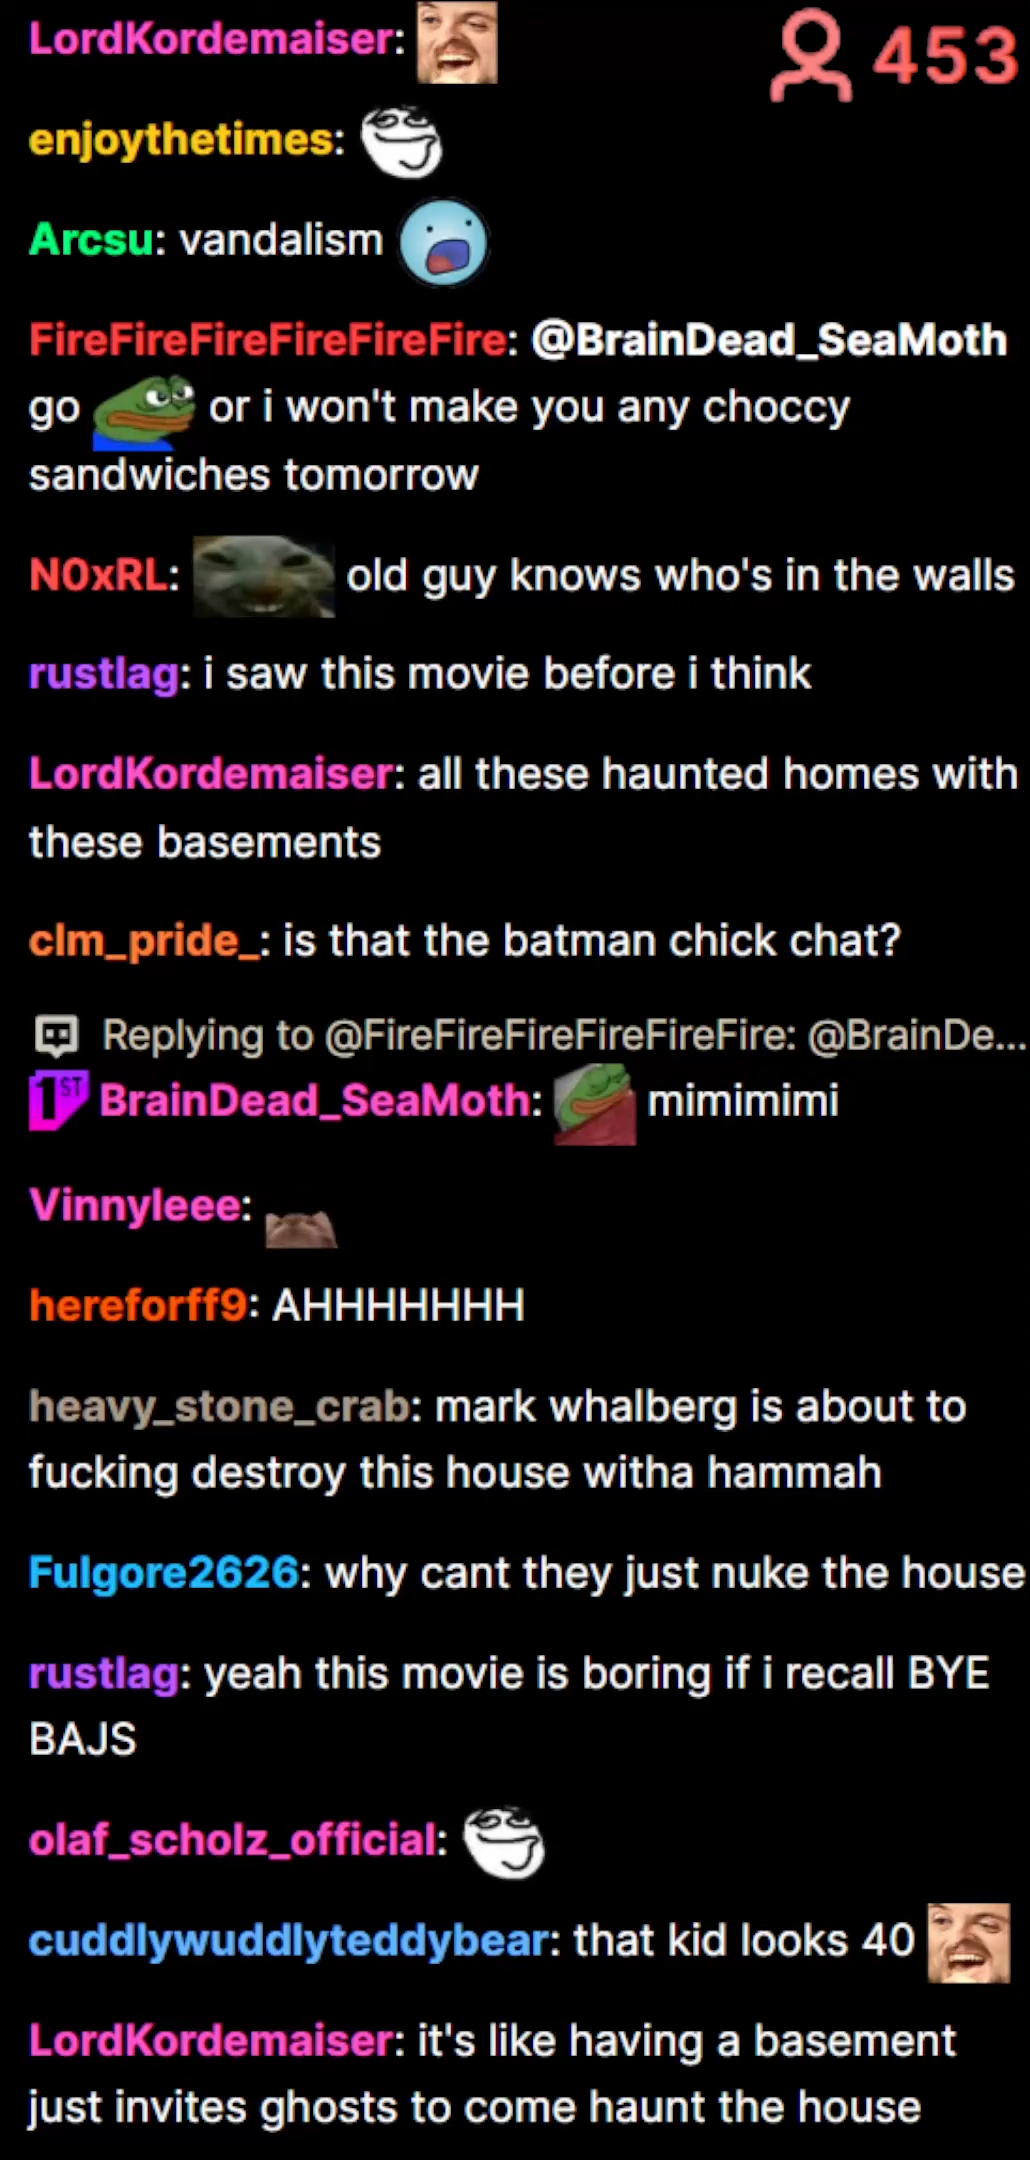 LordKordemaiser:
453
enjoythetimes:
Arcsu: vandalism
FireFireFireFireFireFire: @BrainDead_SeaMoth
go or i won't make you any choccy
sandwiches tomorrow
N0xRL: old guy knows who's in the walls
rustlag: i saw this movie before i think
LordKordemaiser: all these haunted homes with
these basements
clm_pride_: is that the batman chick chat?
Replying to @FireFireFireFireFireFire: @BrainDe...
1ST BrainDead_SeaMoth: mimimimi
Vinnyleee:
hereforff9: AHHHHHHH
heavy_stone_crab: mark whalberg is about to
fucking destroy this house witha hammah
Fulgore2626: why cant they just nuke the house
rustlag: yeah this movie is boring if i recall BYE
BAJS
olaf_scholz_official:
cuddlywuddlyteddybear: that kid looks 40
LordKordemaiser: it's like having a basement
just invites ghosts to come haunt the house